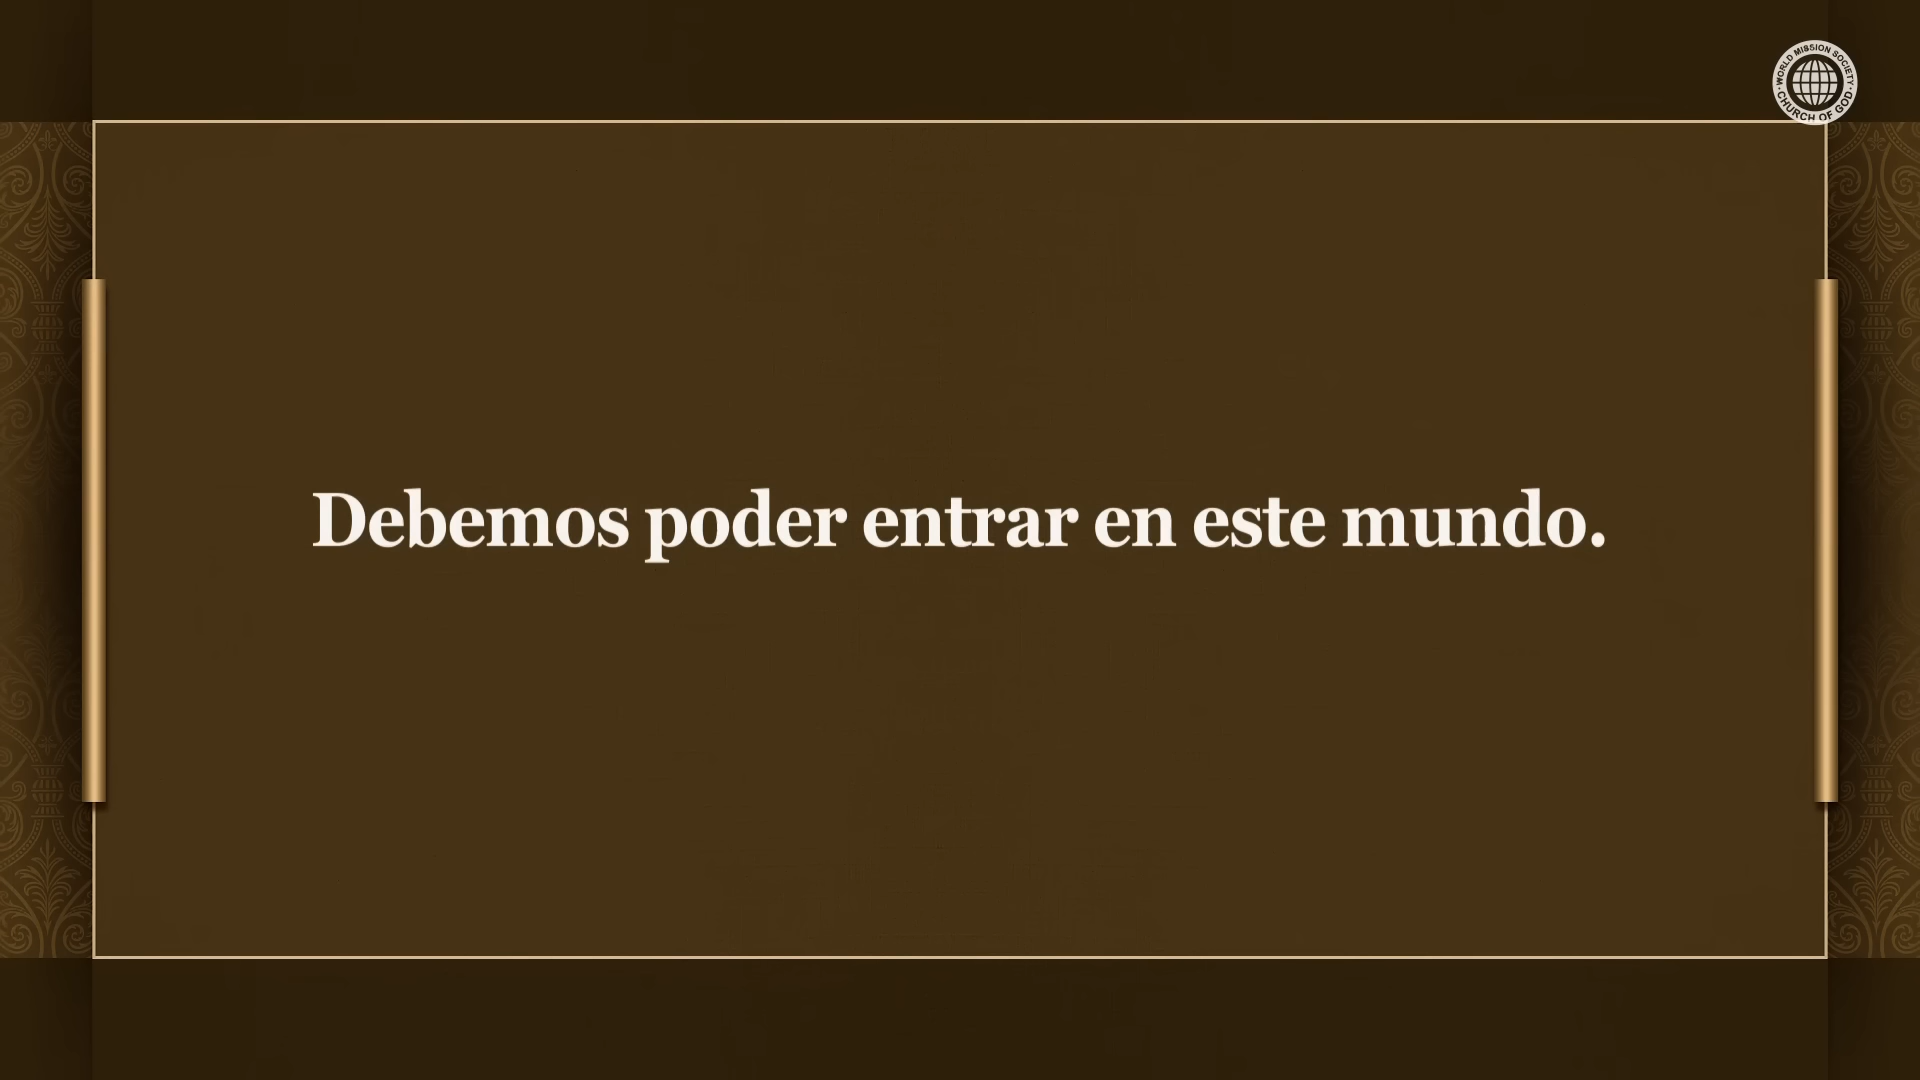 WORLD MISSION SOCIETY
CHURCH OF GOD
Debemos poder entrar en este mundo.